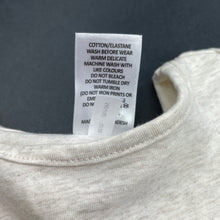 COTTON/ELASTANE
WASH BEFORE WEAR
WARM DELICATE
MACHINE WASH WITH
LIKE COLOURS
DO NOT BLEACH
DO NOT TUMBLE DRY
WARM IRON
(DO NOT IRON PRINTS OR
DO